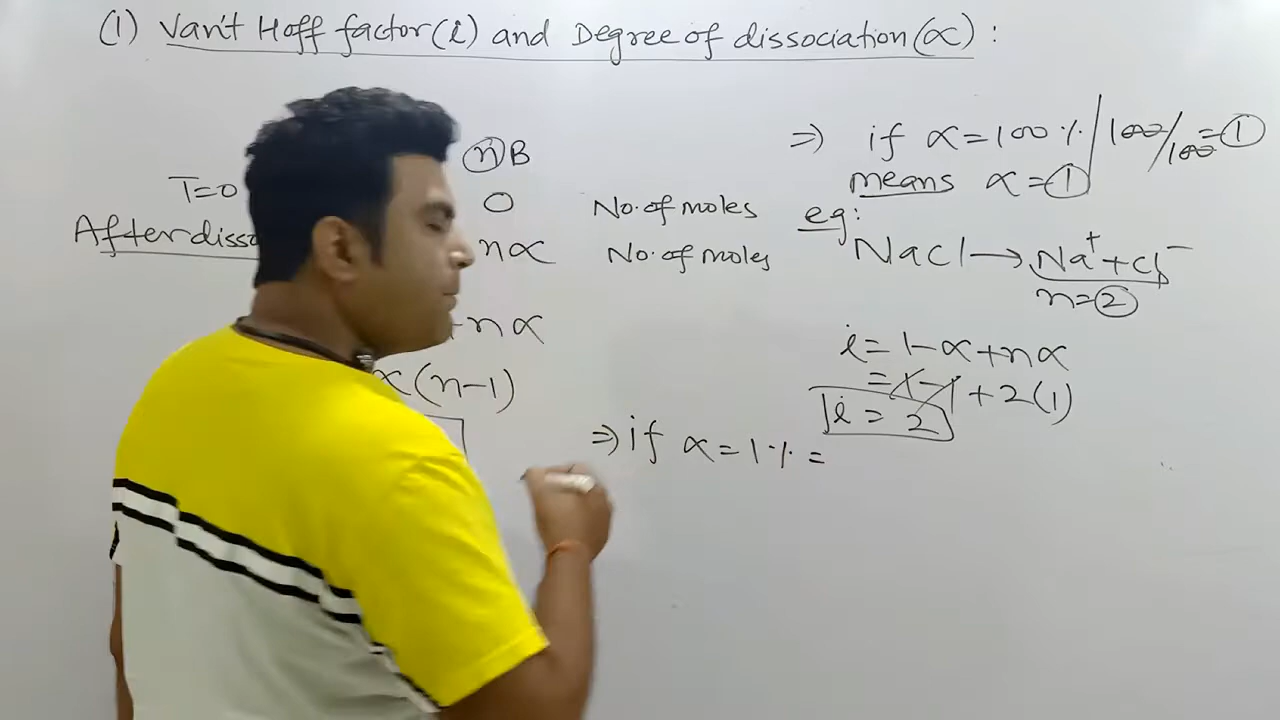 (1) Van't Hoff factor(i) and Degree of dissociation(α) :
nB
T=0
0 No. of moles
After disso
nα No. of moles
-nα
α(n-1)
⇒ if α=100% | 100/100=1
means α=1
eg:
NaCl → Na⁺+Cl⁻
n=2
i= 1-α+nα
= 1-1+2(1)
i= 2
⇒ if α=1% =